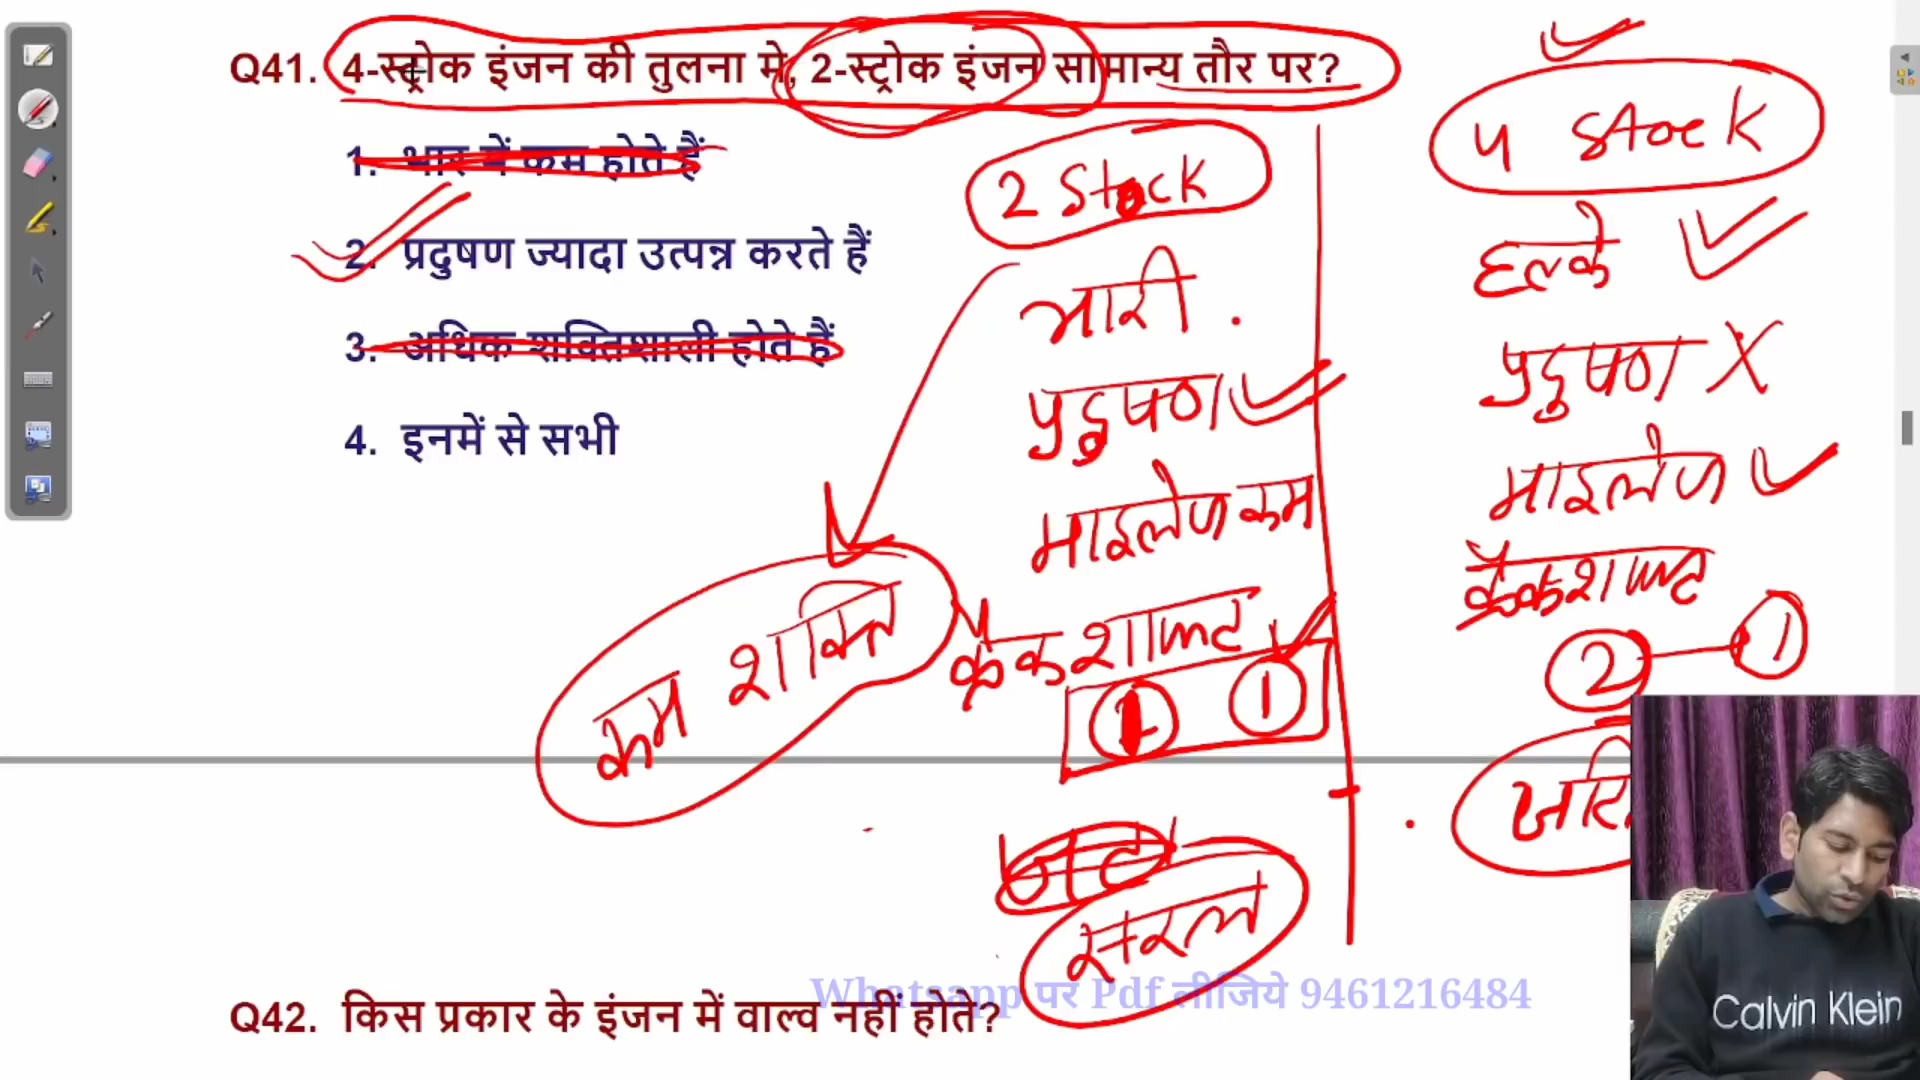 Q41. 4-स्ट्रोक इंजन की तुलना मे, 2-स्ट्रोक इंजन सामान्य तौर पर?
1. भार में कम होते हैं
2. प्रदुषण ज्यादा उत्पन्न करते हैं
3. अधिक शक्तिशाली होते हैं
4. इनमें से सभी
2 Stock
भारी
प्रदुषण
माइलेज कम
कैंकशाफ्ट
1 1
सरल
कम शक्ति
4 Stock
हल्के
प्रदुषण X
माइलेज
कैंकशाफ्ट
2 1
Whatsapp पर Pdf लीजिये 9461216484
Q42. किस प्रकार के इंजन में वाल्व नहीं होते?
Calvin Klein